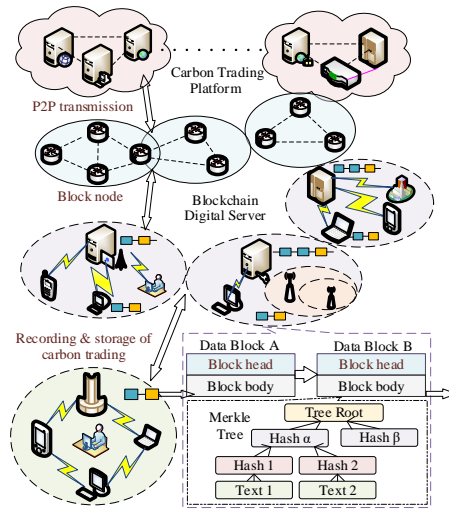 Carbon Trading
Platform
P2P transmission
Block node
Blockchain
Digital Server
Recording & storage of
carbon trading
Data Block A
Data Block B
Block head
Block head
Block body
Block body
Merkle
Tree
Tree Root
Hash α
Hash β
Hash 1
Hash 2
Text 1
Text 2